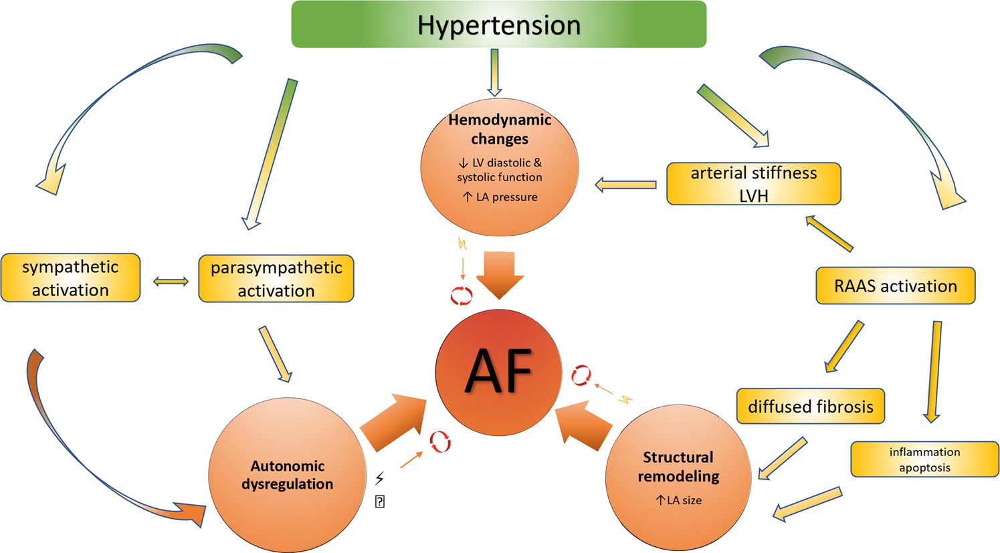 Hypertension
Hemodynamic
changes
↓ LV diastolic &
systolic function
↑ LA pressure
arterial stiffness
LVH
sympathetic
activation
parasympathetic
activation
RAAS activation
AF
diffused fibrosis
inflammation
apoptosis
Autonomic
dysregulation
Structural
remodeling
↑LA size